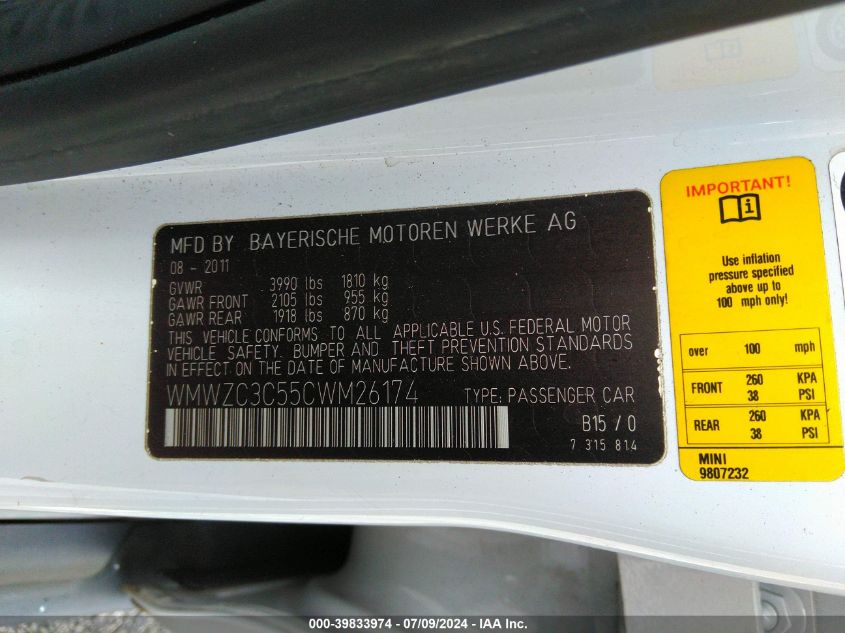 MFD BY BAYERISCHE MOTOREN WERKE AG
08 - 2011
GVWR 3990 lbs 1810 kg
GAWR FRONT 2105 lbs 955 kg
GAWR REAR 1918 lbs 870 kg
THIS VEHICLE CONFORMS TO ALL APPLICABLE U.S. FEDERAL MOTOR
VEHICLE SAFETY, BUMPER AND THEFT PREVENTION STANDARDS
IN EFFECT ON THE DATE OF MANUFACTURE SHOWN ABOVE.
WMWZC3C55CWM26174 TYPE: PASSENGER CAR
B15 / 0
7 315 814
IMPORTANT!
Use inflation
pressure specified
above up to
100 mph only!
over 100 mph
FRONT 260 KPA
38 PSI
REAR 260 KPA
38 PSI
MINI
9807232
000-39833974 | 07/09/2024 - IAA Inc.